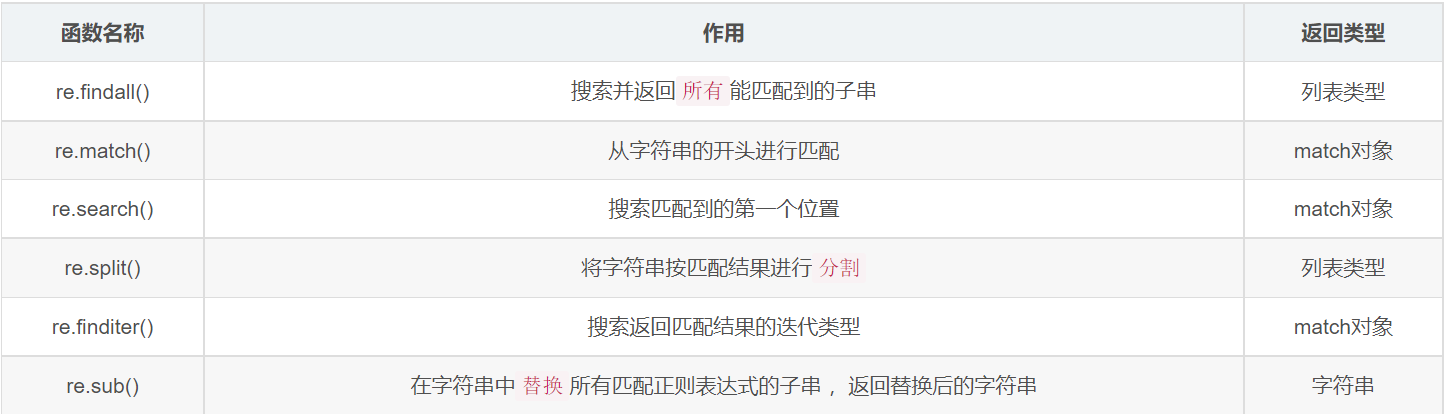 函数名称 作用 返回类型
re.findall() 搜索并返回 所有 能匹配到的子串 列表类型
re.match() 从字符串的开头进行匹配 match对象
re.search() 搜索匹配到的第一个位置 match对象
re.split() 将字符串按匹配结果进行 分割 列表类型
re.finditer() 搜索返回匹配结果的迭代类型 match对象
re.sub() 在字符串中 替换 所有匹配正则表达式的子串，返回替换后的字符串 字符串